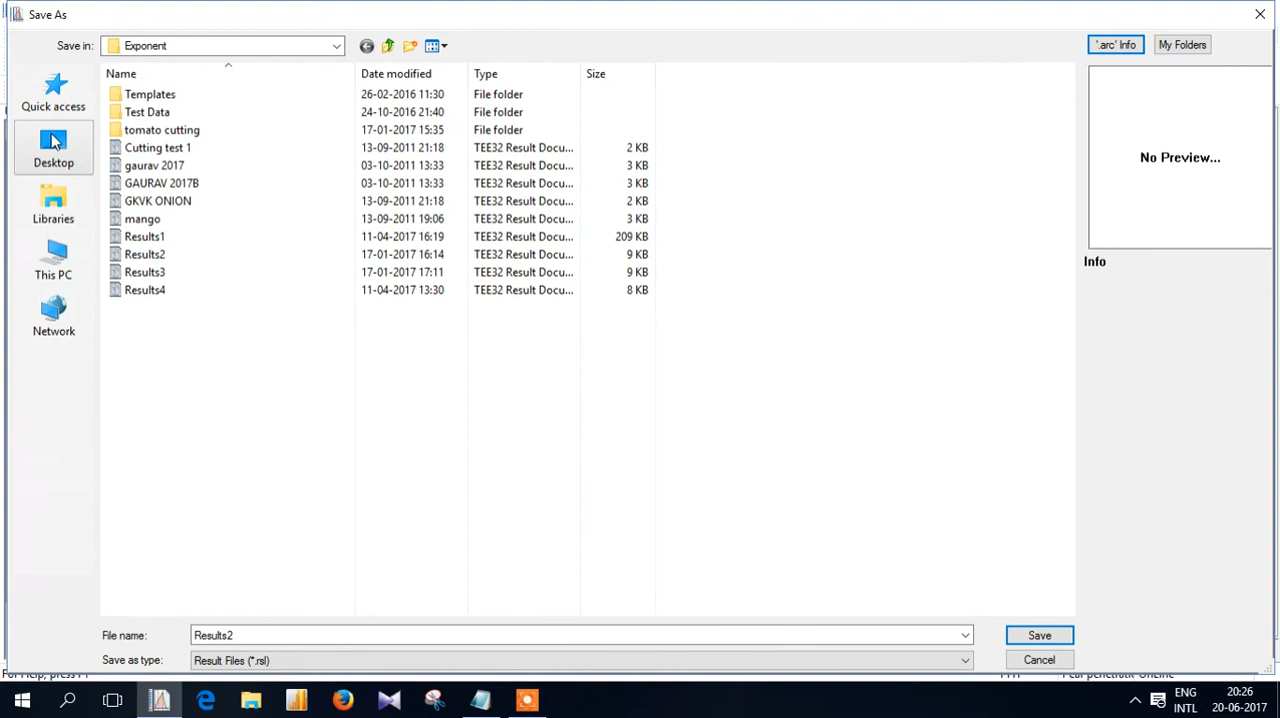 Save As
Save in: Exponent '.arc' Info My Folders
Quick access
Desktop
Libraries
This PC
Network
Name Date modified Type Size
Templates 26-02-2016 11:30 File folder
Test Data 24-10-2016 21:40 File folder
tomato cutting 17-01-2017 15:35 File folder
Cutting test 1 13-09-2011 21:18 TEE32 Result Docu... 2 KB
gaurav 2017 03-10-2011 13:33 TEE32 Result Docu... 3 KB
GAURAV 2017B 03-10-2011 13:33 TEE32 Result Docu... 3 KB
GKVK ONION 13-09-2011 21:18 TEE32 Result Docu... 2 KB
mango 13-09-2011 19:06 TEE32 Result Docu... 3 KB
Results1 11-04-2017 16:19 TEE32 Result Docu... 209 KB
Results2 17-01-2017 16:14 TEE32 Result Docu... 9 KB
Results3 17-01-2017 17:11 TEE32 Result Docu... 9 KB
Results4 11-04-2017 13:30 TEE32 Result Docu... 8 KB
No Preview...
Info
File name: Results2 Save
Save as type: Result Files (*.rsl) Cancel
ENG 20:26
INTL 20-06-2017